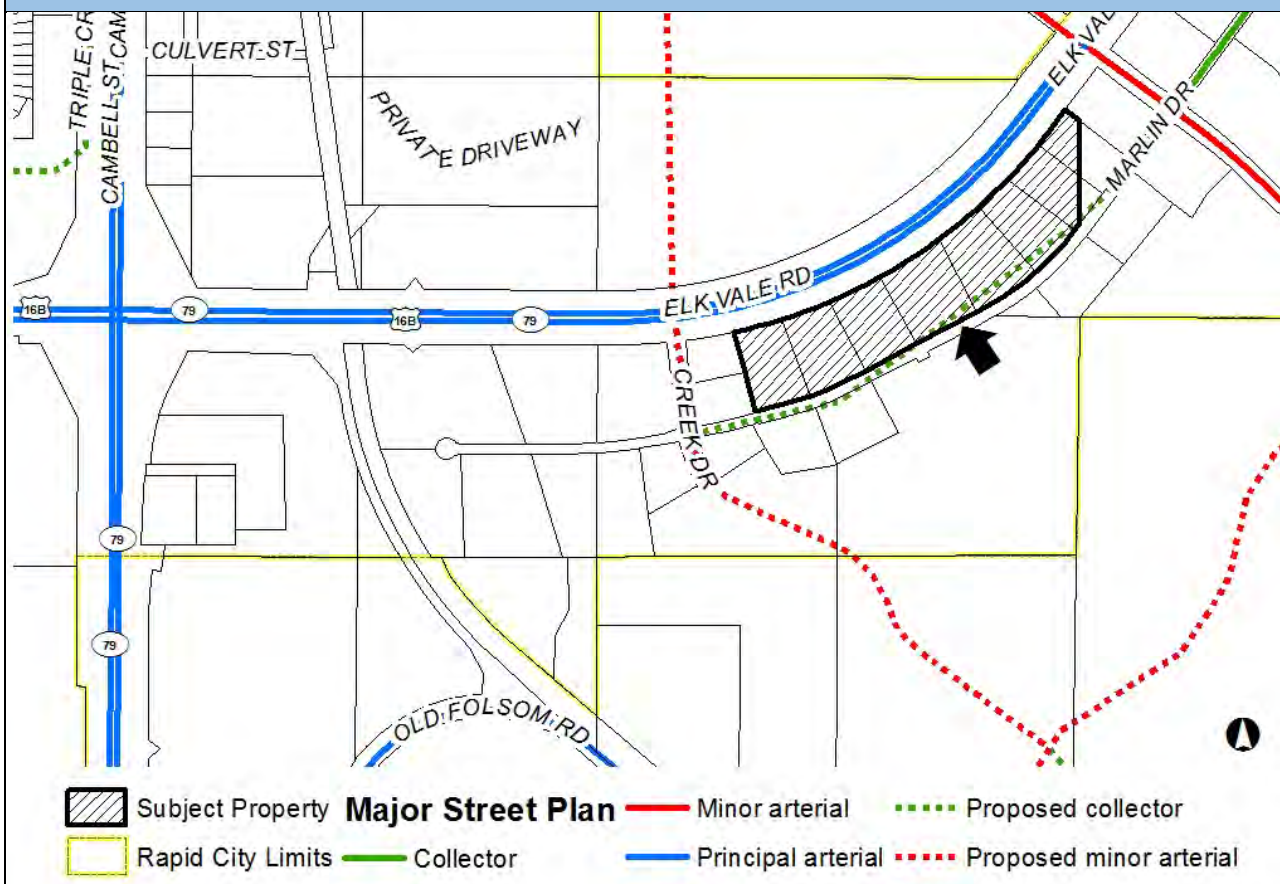 TRIPLE CR
CAMBELL ST
CAM
CULVERT ST
PRIVATE DRIVEWAY
ELK VAL
MARLIN DR
16B
79
16B
79
ELK VALE RD
CREEK DR
79
79
OLD FOLSOM RD
Subject Property
Major Street Plan
Minor arterial
Proposed collector
Rapid City Limits
Collector
Principal arterial
Proposed minor arterial